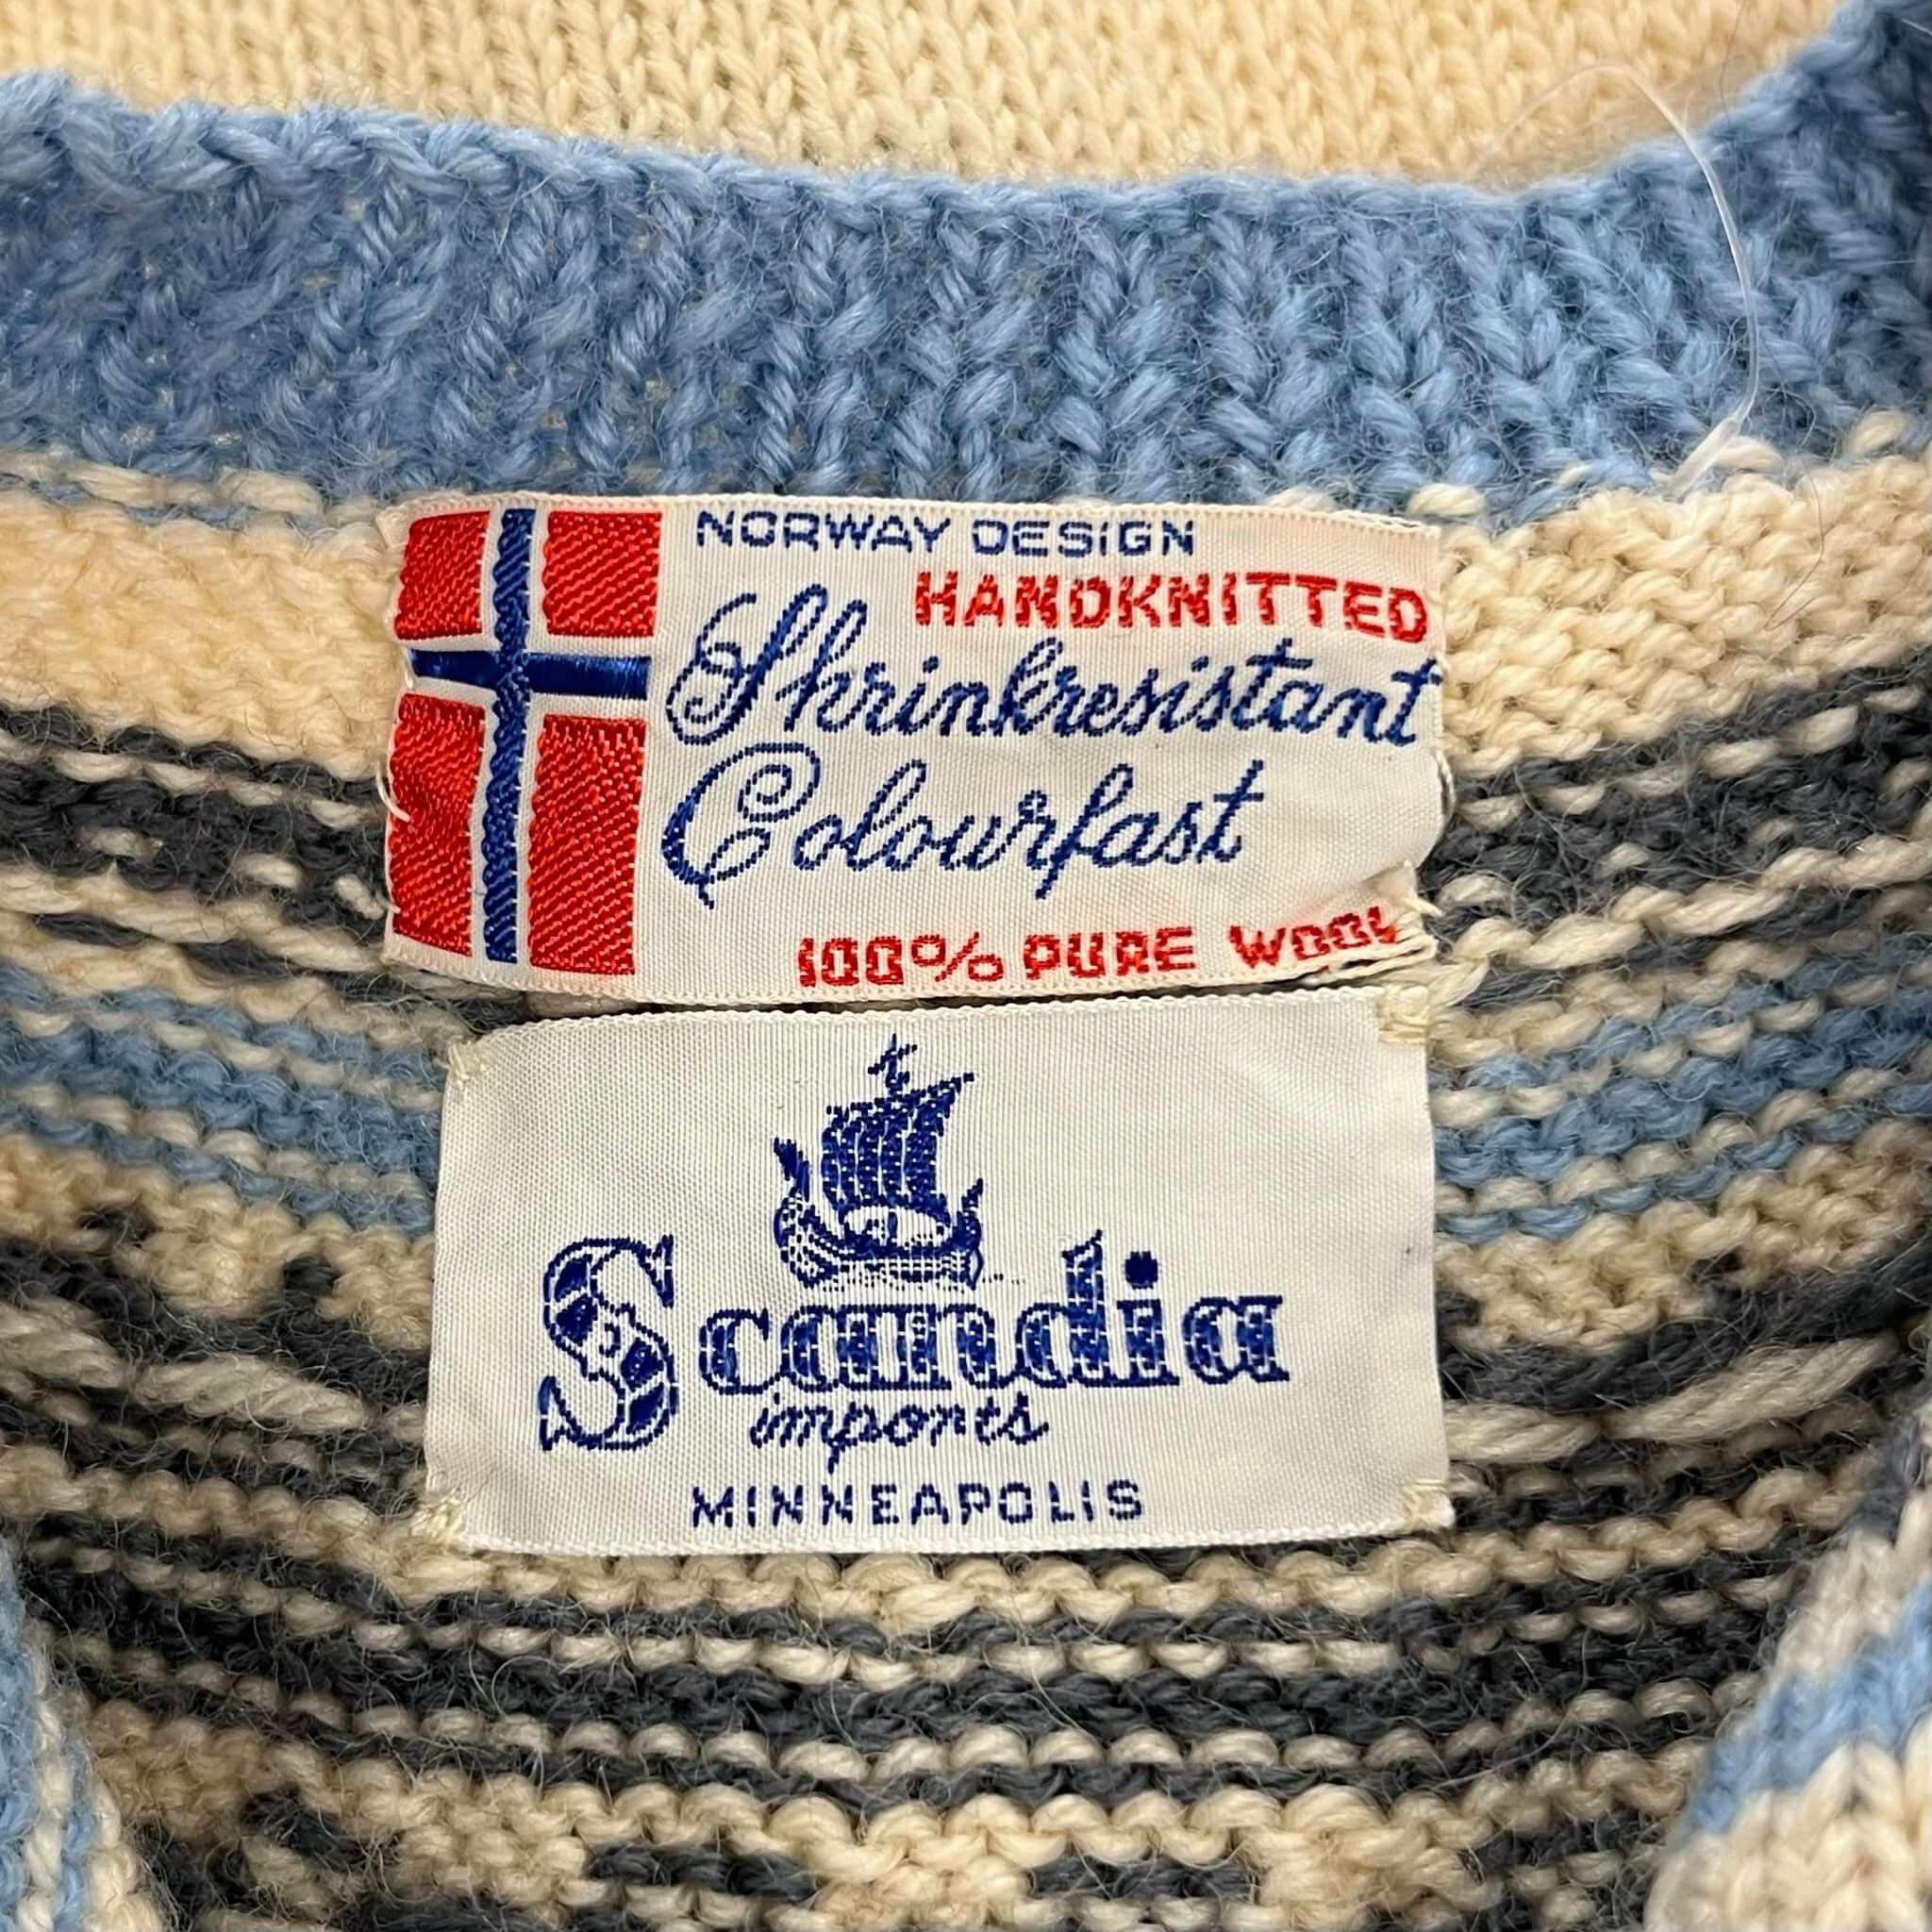 NORWAY DESIGN
HANDKNITTED
Shrinkresistant
Colourfast
100% PURE WOOL
Scandia
imports
MINNEAPOLIS